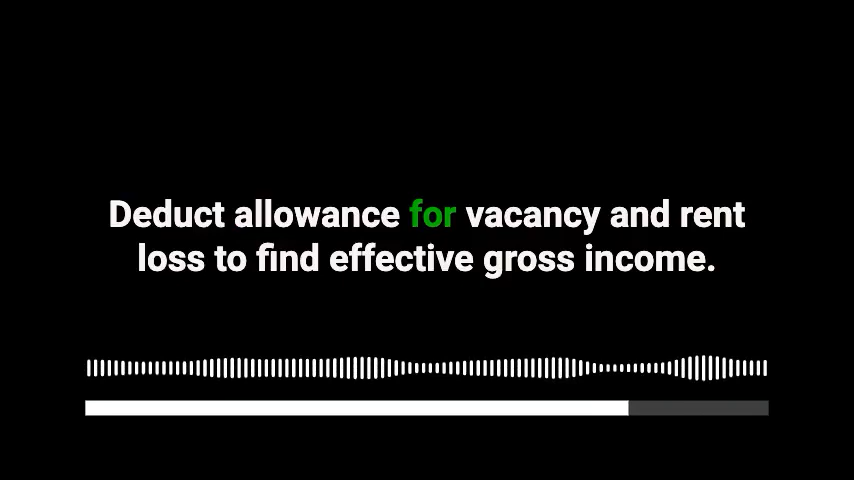 Deduct allowance for vacancy and rent
loss to find effective gross income.